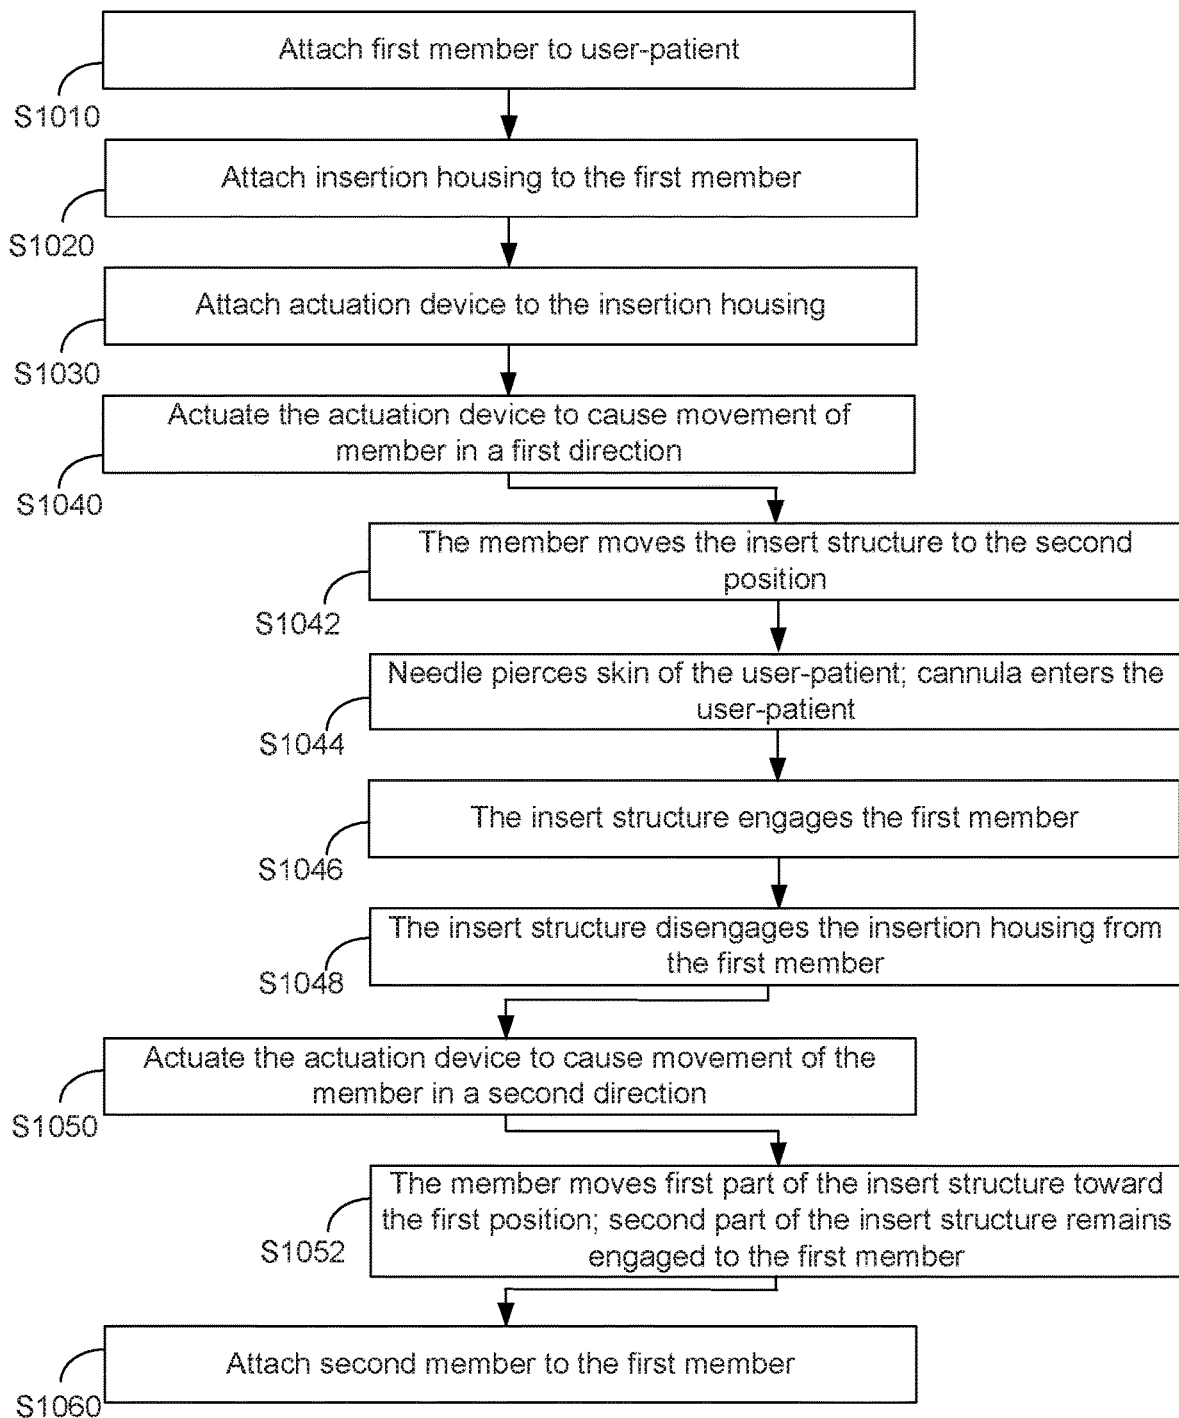 Attach first member to user-patient
S1010
Attach insertion housing to the first member
S1020
Attach actuation device to the insertion housing
S1030
Actuate the actuation device to cause movement of
member in a first direction
S1040
The member moves the insert structure to the second
position
S1042
Needle pierces skin of the user-patient; cannula enters the
user-patient
S1044
The insert structure engages the first member
S1046
The insert structure disengages the insertion housing from
the first member
S1048
Actuate the actuation device to cause movement of the
member in a second direction
S1050
The member moves first part of the insert structure toward
the first position; second part of the insert structure remains
engaged to the first member
S1052
Attach second member to the first member
S1060